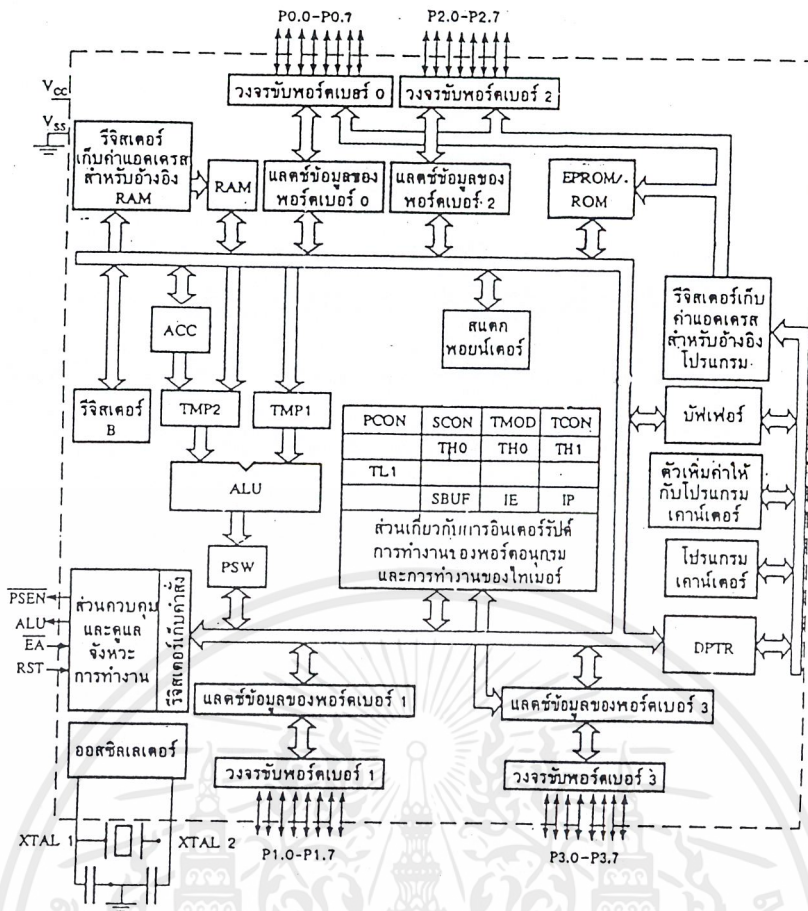 P0.0-P0.7
P2.0-P2.7
VCC
VSS
วงจรขับพอร์ตเบอร์ 0
วงจรขับพอร์ตเบอร์ 2
รีจิสเตอร์
เก็บค่าแอดเดรส
สำหรับอ้างอิง
RAM
RAM
แลตช์ข้อมูลของ
พอร์ตเบอร์ 0
แลตช์ข้อมูลของ
พอร์ตเบอร์ 2
EPROM/
ROM
ACC
สแตก
พอยน์เตอร์
รีจิสเตอร์เก็บ
ค่าแอดเดรส
สำหรับอ้างอิง
โปรแกรม
รีจิสเตอร์
B
TMP2
TMP1
PCON SCON TMOD TCON
TH0 TH0 TH1
TL1
SBUF IE IP
ส่วนเกี่ยวกับการอินเตอร์รัปต์
การทำงานของพอร์ตอนุกรม
และการทำงานของไทเมอร์
บัฟเฟอร์
ALU
ตัวเพิ่มค่าให้
กับโปรแกรม
เคาน์เตอร์
PSW
โปรแกรม
เคาน์เตอร์
PSEN
ALU
EA
RST
ส่วนควบคุม
และดูแล
จังหวะ
การทำงาน
รีจิสเตอร์เก็บคำสั่ง
DPTR
แลตช์ข้อมูลของพอร์ตเบอร์ 1
แลตช์ข้อมูลของพอร์ตเบอร์ 3
ออสซิลเลเตอร์
วงจรขับพอร์ตเบอร์ 1
วงจรขับพอร์ตเบอร์ 3
XTAL 1
XTAL 2
P1.0-P1.7
P3.0-P3.7